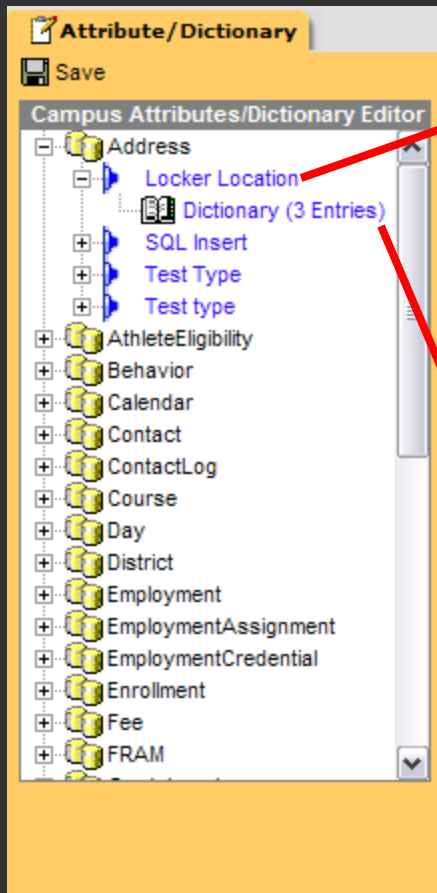 Attribute/Dictionary
Save
Campus Attributes/Dictionary Editor
Address
Locker Location
Dictionary (3 Entries)
SQL Insert
Test Type
Test type
AthleteEligibility
Behavior
Calendar
Contact
ContactLog
Course
Day
District
Employment
EmploymentAssignment
EmploymentCredential
Enrollment
Fee
FRAM